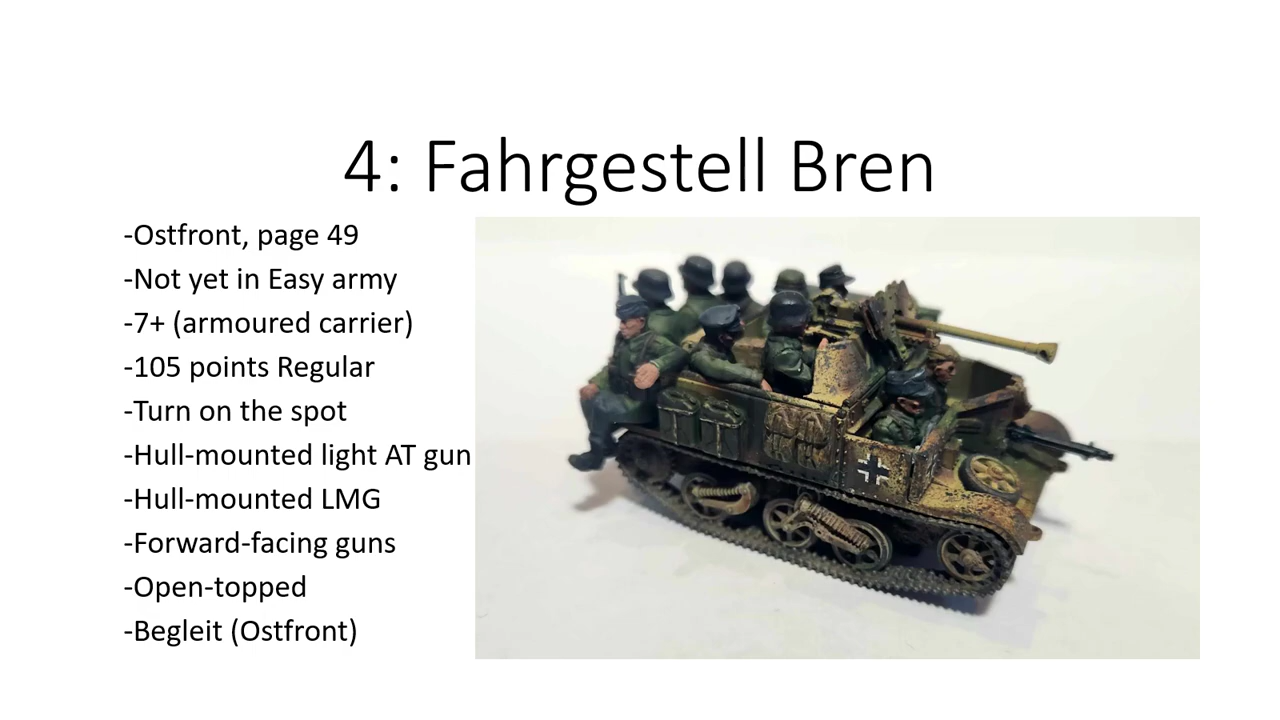 4: Fahrgestell Bren
-Ostfront, page 49
-Not yet in Easy army
-7+ (armoured carrier)
-105 points Regular
-Turn on the spot
-Hull-mounted light AT gun
-Hull-mounted LMG
-Forward-facing guns
-Open-topped
-Begleit (Ostfront)